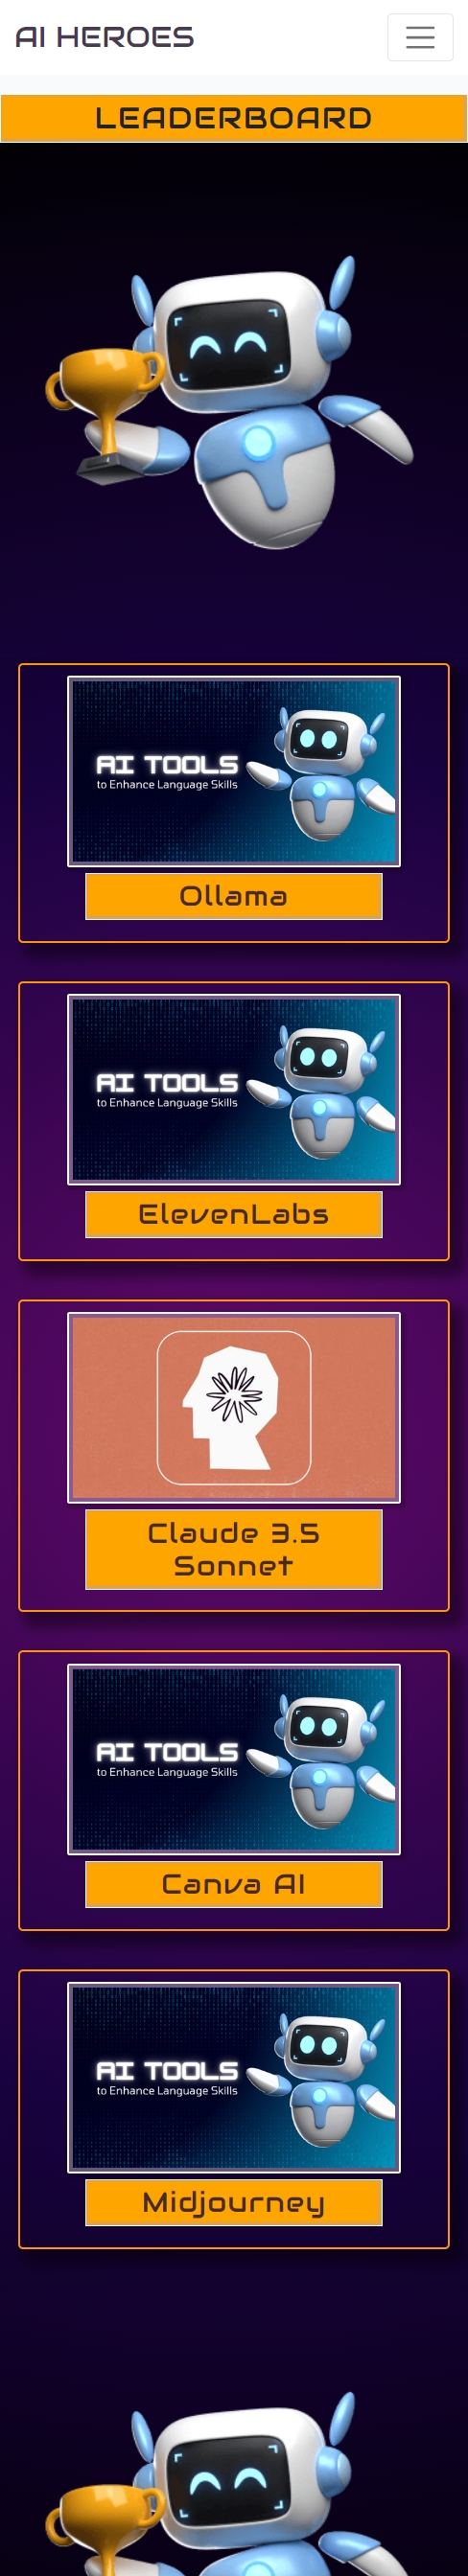 AI HEROES
LEADERBOARD
AI TOOLS
to Enhance Language Skills
Ollama
AI TOOLS
to Enhance Language Skills
ElevenLabs
Claude 3.5
Sonnet
AI TOOLS
to Enhance Language Skills
Canva AI
AI TOOLS
to Enhance Language Skills
Midjourney